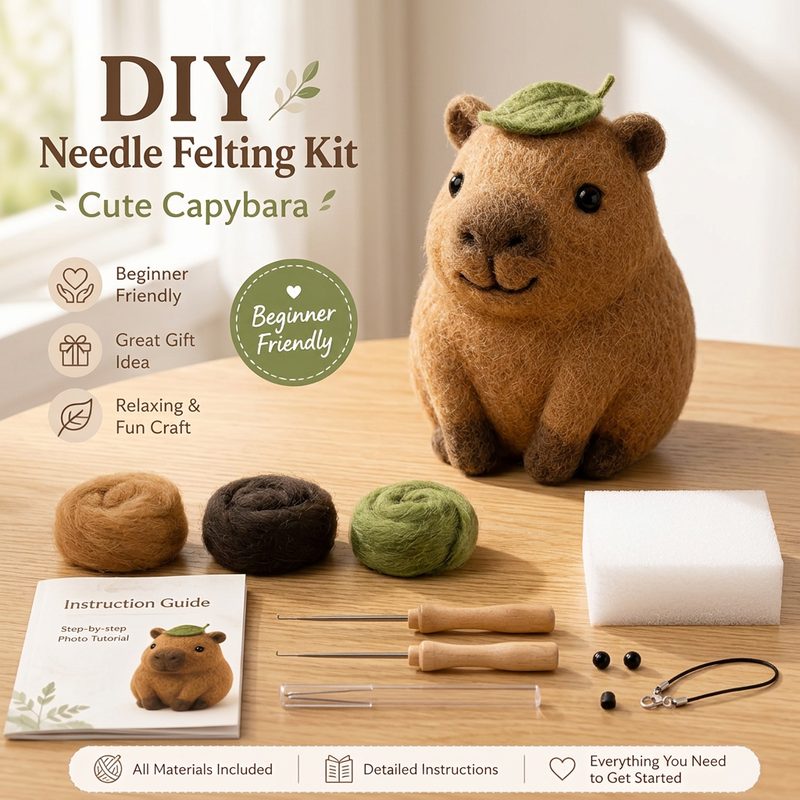 DIY
Needle Felting Kit
Cute Capybara
Beginner
Friendly
Great Gift
Idea
Relaxing &
Fun Craft
Beginner
Friendly
Instruction Guide
Step-by-step
Photo Tutorial
All Materials Included
Detailed Instructions
Everything You Need
to Get Started